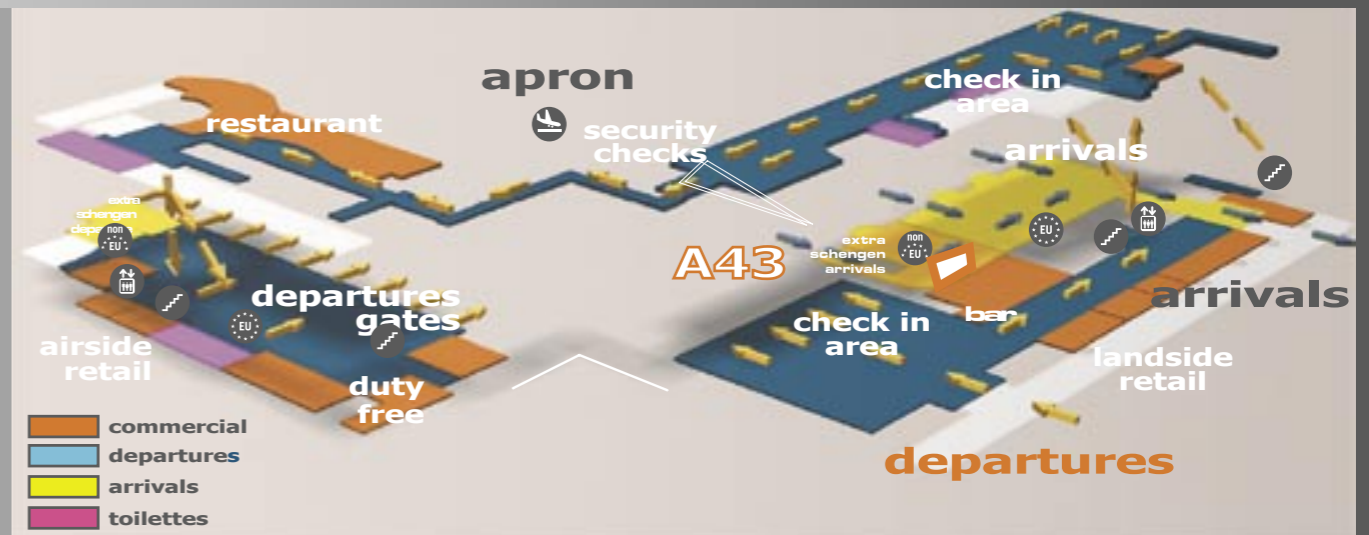 apron
check in
area
restaurant
security
checks
arrivals
extra
schengen
non
EU
EU
A43
extra
schengen
arrivals
non
EU
departures
gates
EU
arrivals
bar
check in
area
airside
retail
landside
retail
duty
free
commercial
departures
arrivals
toilettes
departures